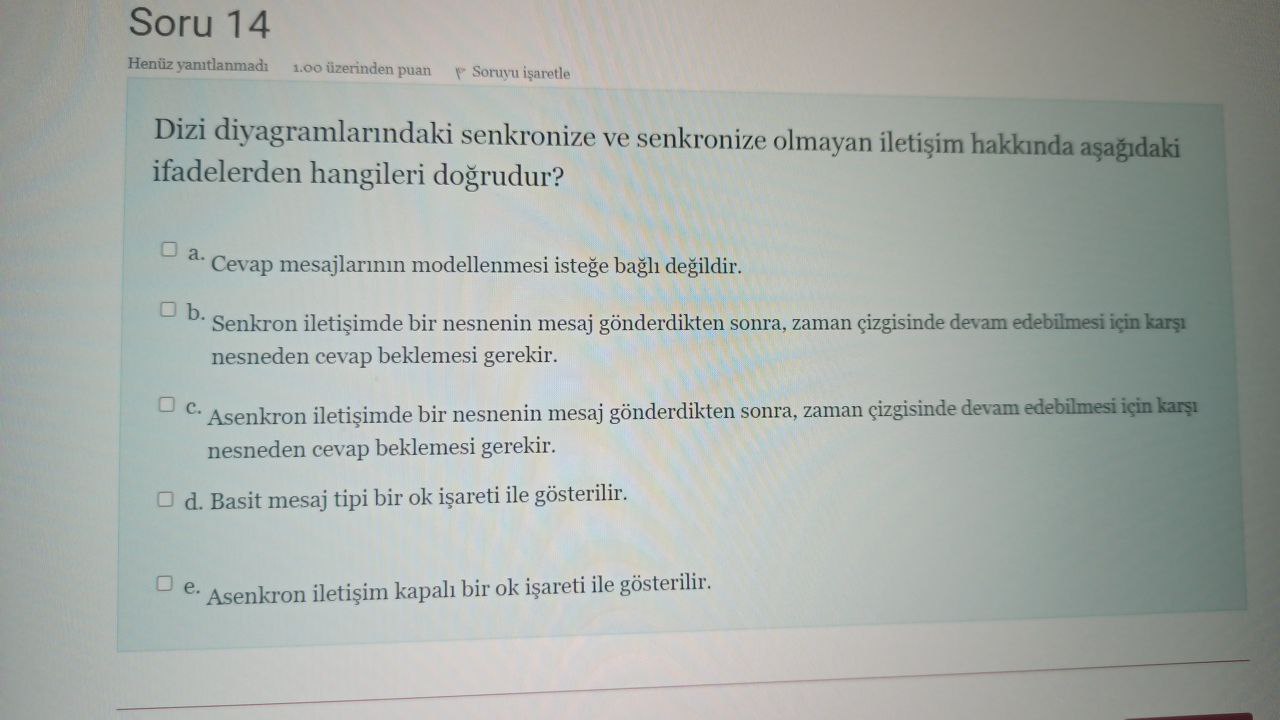 Soru 14
Henüz yanıtlanmadı 1.00 üzerinden puan Soruyu işaretle
Dizi diyagramlarındaki senkronize ve senkronize olmayan iletişim hakkında aşağıdaki
ifadelerden hangileri doğrudur?
a. Cevap mesajlarının modellenmesi isteğe bağlı değildir.
b. Senkron iletişimde bir nesnenin mesaj gönderdikten sonra, zaman çizgisinde devam edebilmesi için karşı
nesneden cevap beklemesi gerekir.
c. Asenkron iletişimde bir nesnenin mesaj gönderdikten sonra, zaman çizgisinde devam edebilmesi için karşı
nesneden cevap beklemesi gerekir.
d. Basit mesaj tipi bir ok işareti ile gösterilir.
e. Asenkron iletişim kapalı bir ok işareti ile gösterilir.